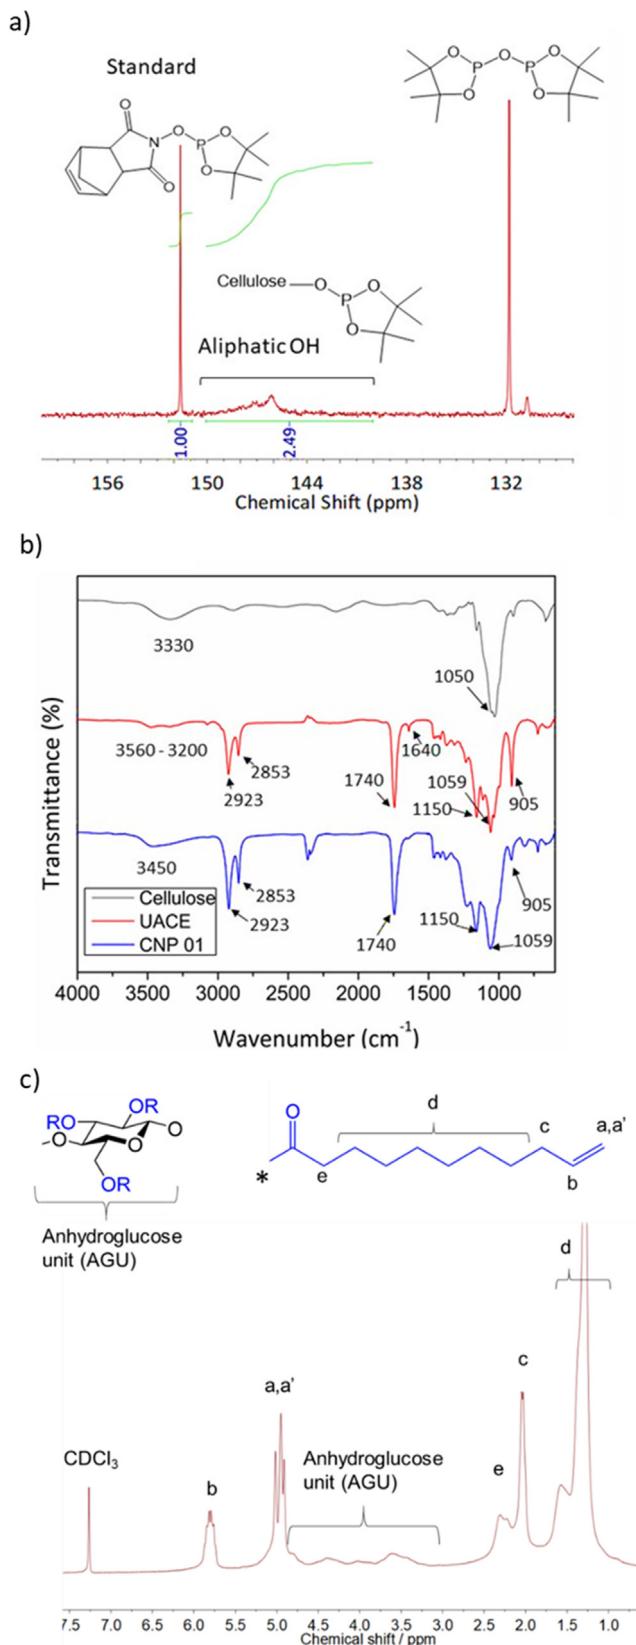 a)
Standard
O
N
O
O
P
O
O
O
P
O
O
O
P
O
O
Cellulose
O
P
O
O
Aliphatic OH
1.00
2.49
156
150
144
138
132
Chemical Shift (ppm)
b)
Transmittance (%)
3330
1050
3560 - 3200
2853
2923
1640
1740
1059
1150
905
3450
2853
2923
1740
1150
905
1059
Cellulose
UACE
CNP 01
4000
3500
3000
2500
2000
1500
1000
Wavenumber (cm⁻¹)
c)
OR
RO
O
O
O
OR
Anhydroglucose
unit (AGU)
O
*
e
d
c
a,a'
b
CDCl₃
b
a,a'
Anhydroglucose
unit (AGU)
e
c
d
7.5
7.0
6.5
6.0
5.5
5.0
4.5
4.0
3.5
3.0
2.5
2.0
1.5
1.0
Chemical shift / ppm